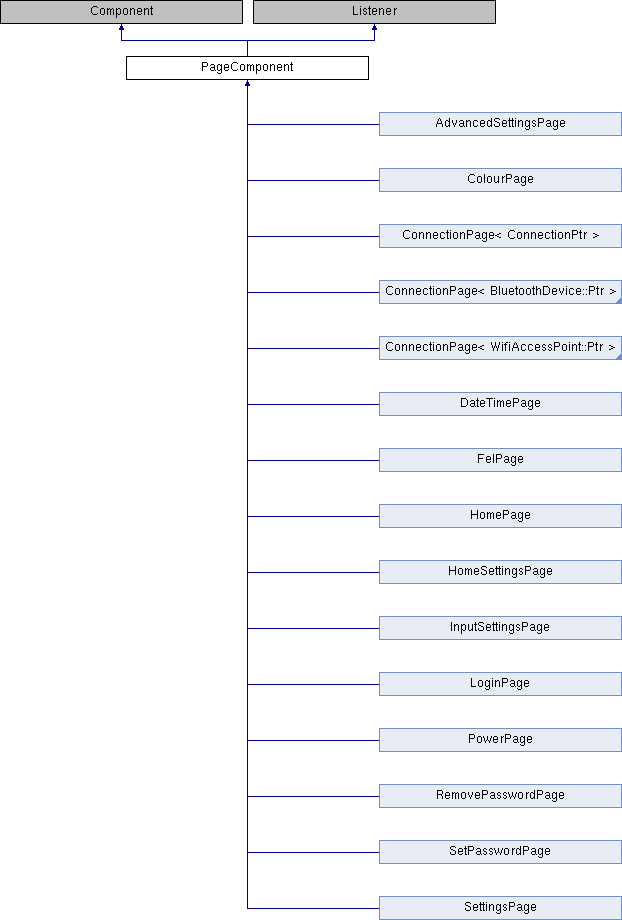 Component
Listener
PageComponent
AdvancedSettingsPage
ColourPage
ConnectionPage< ConnectionPtr >
ConnectionPage< BluetoothDevice::Ptr >
ConnectionPage< WifiAccessPoint::Ptr >
DateTimePage
FelPage
HomePage
HomeSettingsPage
InputSettingsPage
LoginPage
PowerPage
RemovePasswordPage
SetPasswordPage
SettingsPage